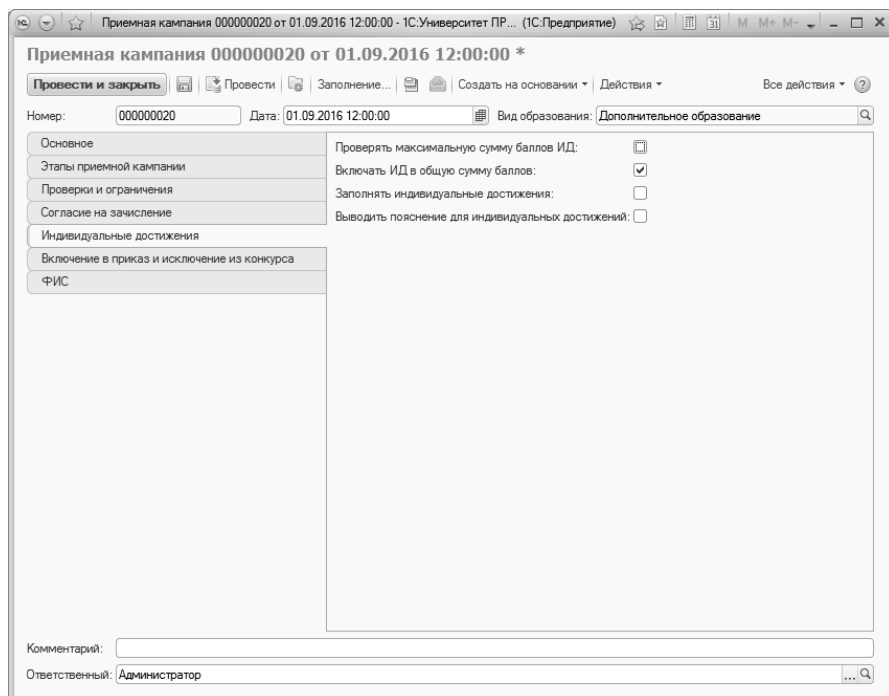 Приемная кампания 000000020 от 01.09.2016 12:00:00 - 1С:Университет ПР... (1С:Предприятие) 31 M M+ M-
Приемная кампания 000000020 от 01.09.2016 12:00:00 *
Провести и закрыть Провести Заполнение... Создать на основании Действия Все действия ?
Номер: 000000020 Дата: 01.09.2016 12:00:00 Вид образования: Дополнительное образование
Основное
Этапы приемной кампании
Проверки и ограничения
Согласие на зачисление
Индивидуальные достижения
Включение в приказ и исключение из конкурса
ФИС
Проверять максимальную сумму баллов ИД:
Включать ИД в общую сумму баллов:
Заполнять индивидуальные достижения:
Выводить пояснение для индивидуальных достижений:
Комментарий:
Ответственный: Администратор ...